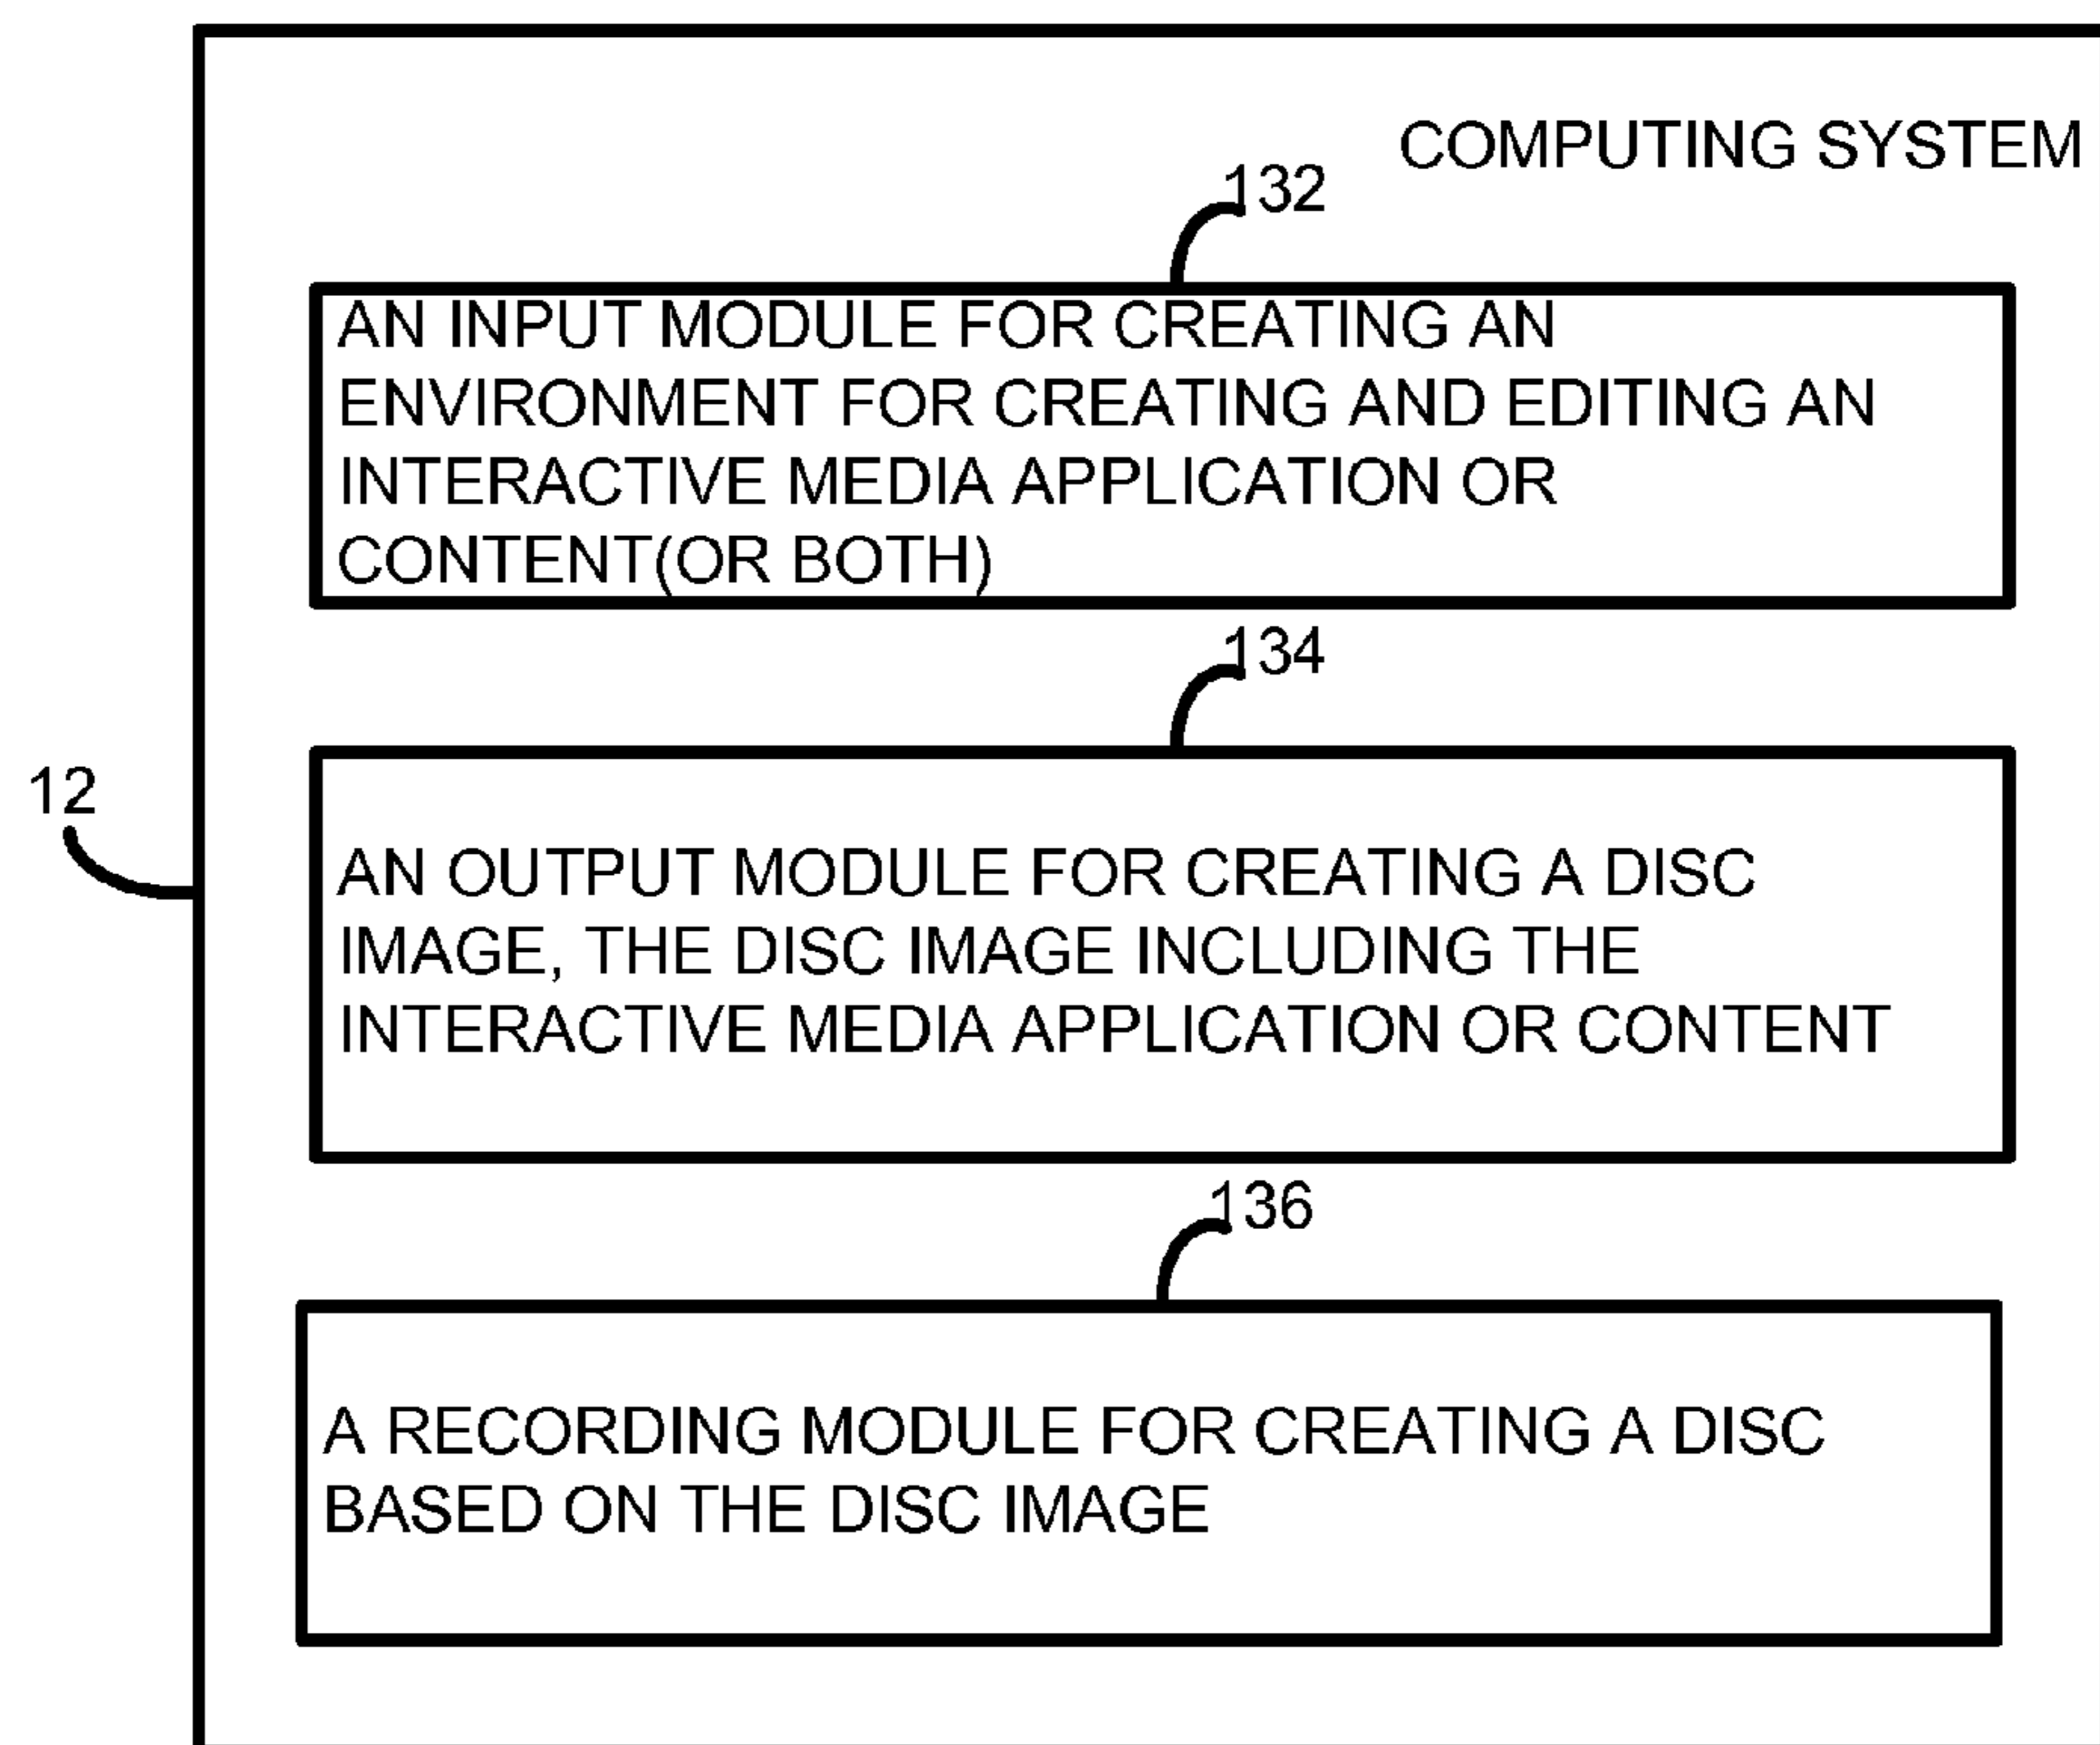 COMPUTING SYSTEM
132
AN INPUT MODULE FOR CREATING AN
ENVIRONMENT FOR CREATING AND EDITING AN
INTERACTIVE MEDIA APPLICATION OR
CONTENT(OR BOTH)
134
12
AN OUTPUT MODULE FOR CREATING A DISC
IMAGE, THE DISC IMAGE INCLUDING THE
INTERACTIVE MEDIA APPLICATION OR CONTENT
136
A RECORDING MODULE FOR CREATING A DISC
BASED ON THE DISC IMAGE